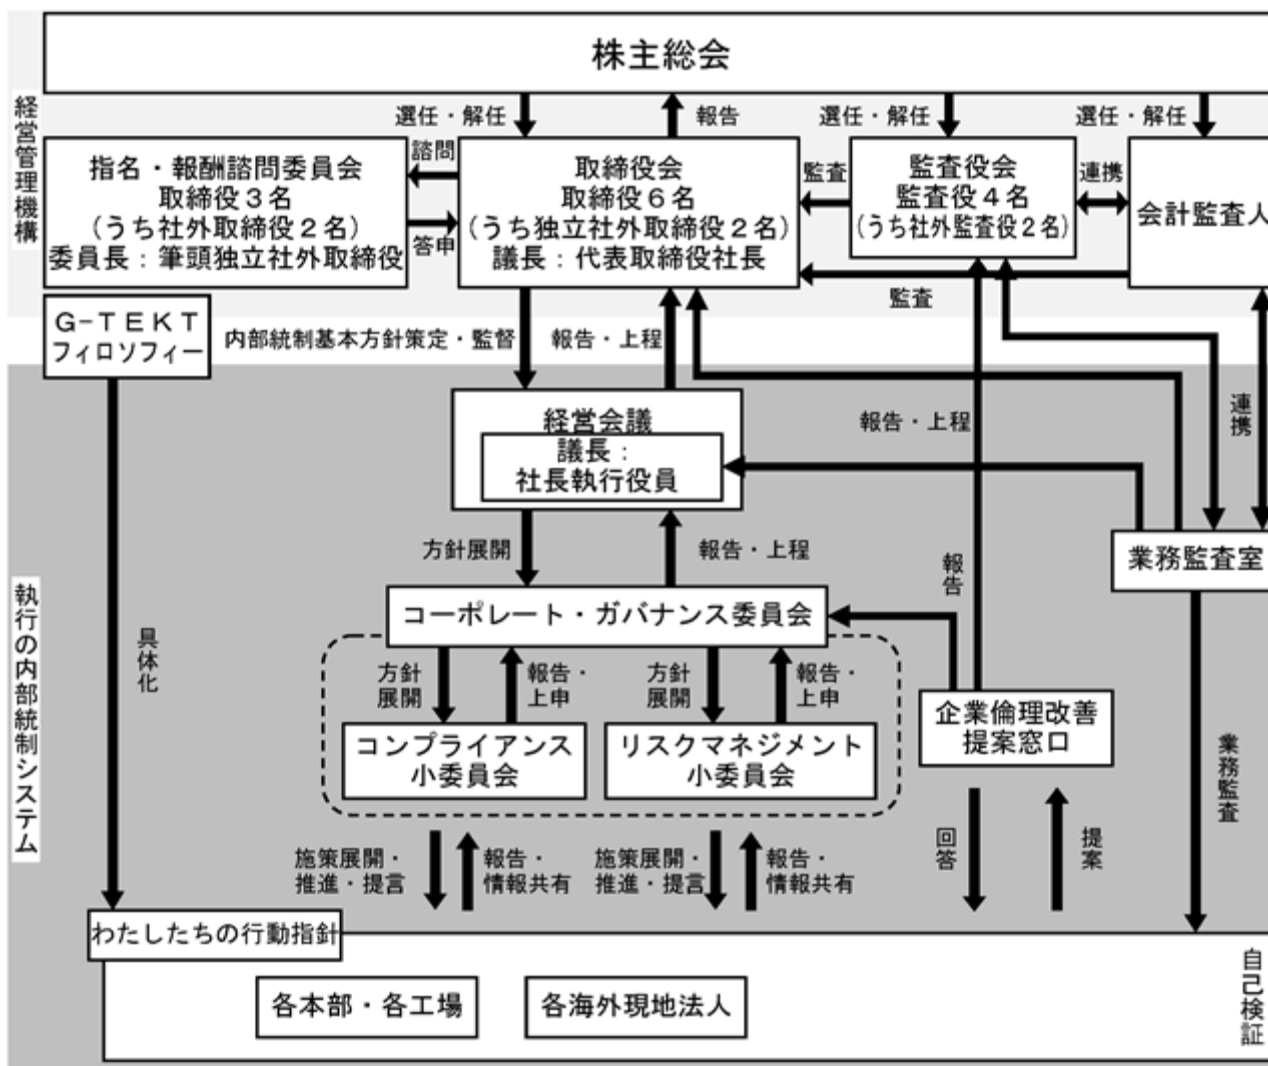 株主総会
経営管理機構
選任・解任
報告
選任・解任
選任・解任
指名・報酬諮問委員会
取締役３名
（うち社外取締役２名）
委員長：筆頭独立社外取締役
諮問
答申
取締役会
取締役６名
（うち独立社外取締役２名）
議長：代表取締役社長
監査
監査役会
監査役４名
（うち社外監査役２名）
連携
会計監査人
監査
Ｇ−ＴＥＫＴ
フィロソフィー
内部統制基本方針策定・監督
報告・上程
経営会議
議長：
社長執行役員
報告・上程
連携
方針展開
報告・上程
報告
業務監査室
執行の内部統制システム
具体化
コーポレート・ガバナンス委員会
方針
展開
報告・
上申
方針
展開
報告・
上申
コンプライアンス
小委員会
リスクマネジメント
小委員会
企業倫理改善
提案窓口
業務監査
施策展開・
推進・提言
報告・
情報共有
施策展開・
推進・提言
報告・
情報共有
回答
提案
わたしたちの行動指針
各本部・各工場
各海外現地法人
自己検証